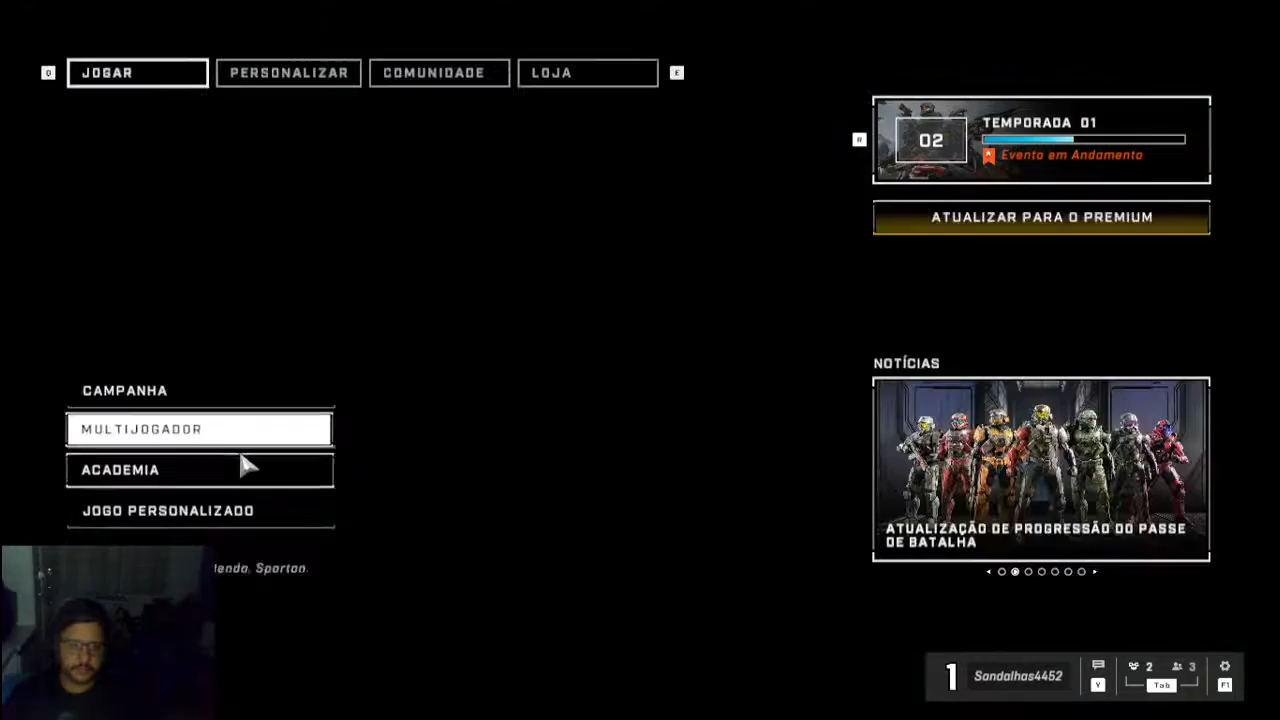 Q
JOGAR
PERSONALIZAR
COMUNIDADE
LOJA
E
R
02
TEMPORADA 01
Evento em Andamento
ATUALIZAR PARA O PREMIUM
NOTÍCIAS
CAMPANHA
MULTIJOGADOR
ACADEMIA
JOGO PERSONALIZADO
Spartan.
ATUALIZAÇÃO DE PROGRESSÃO DO PASSE
DE BATALHA
1
Sandalhas4452
Y
2
3
Tab
F1